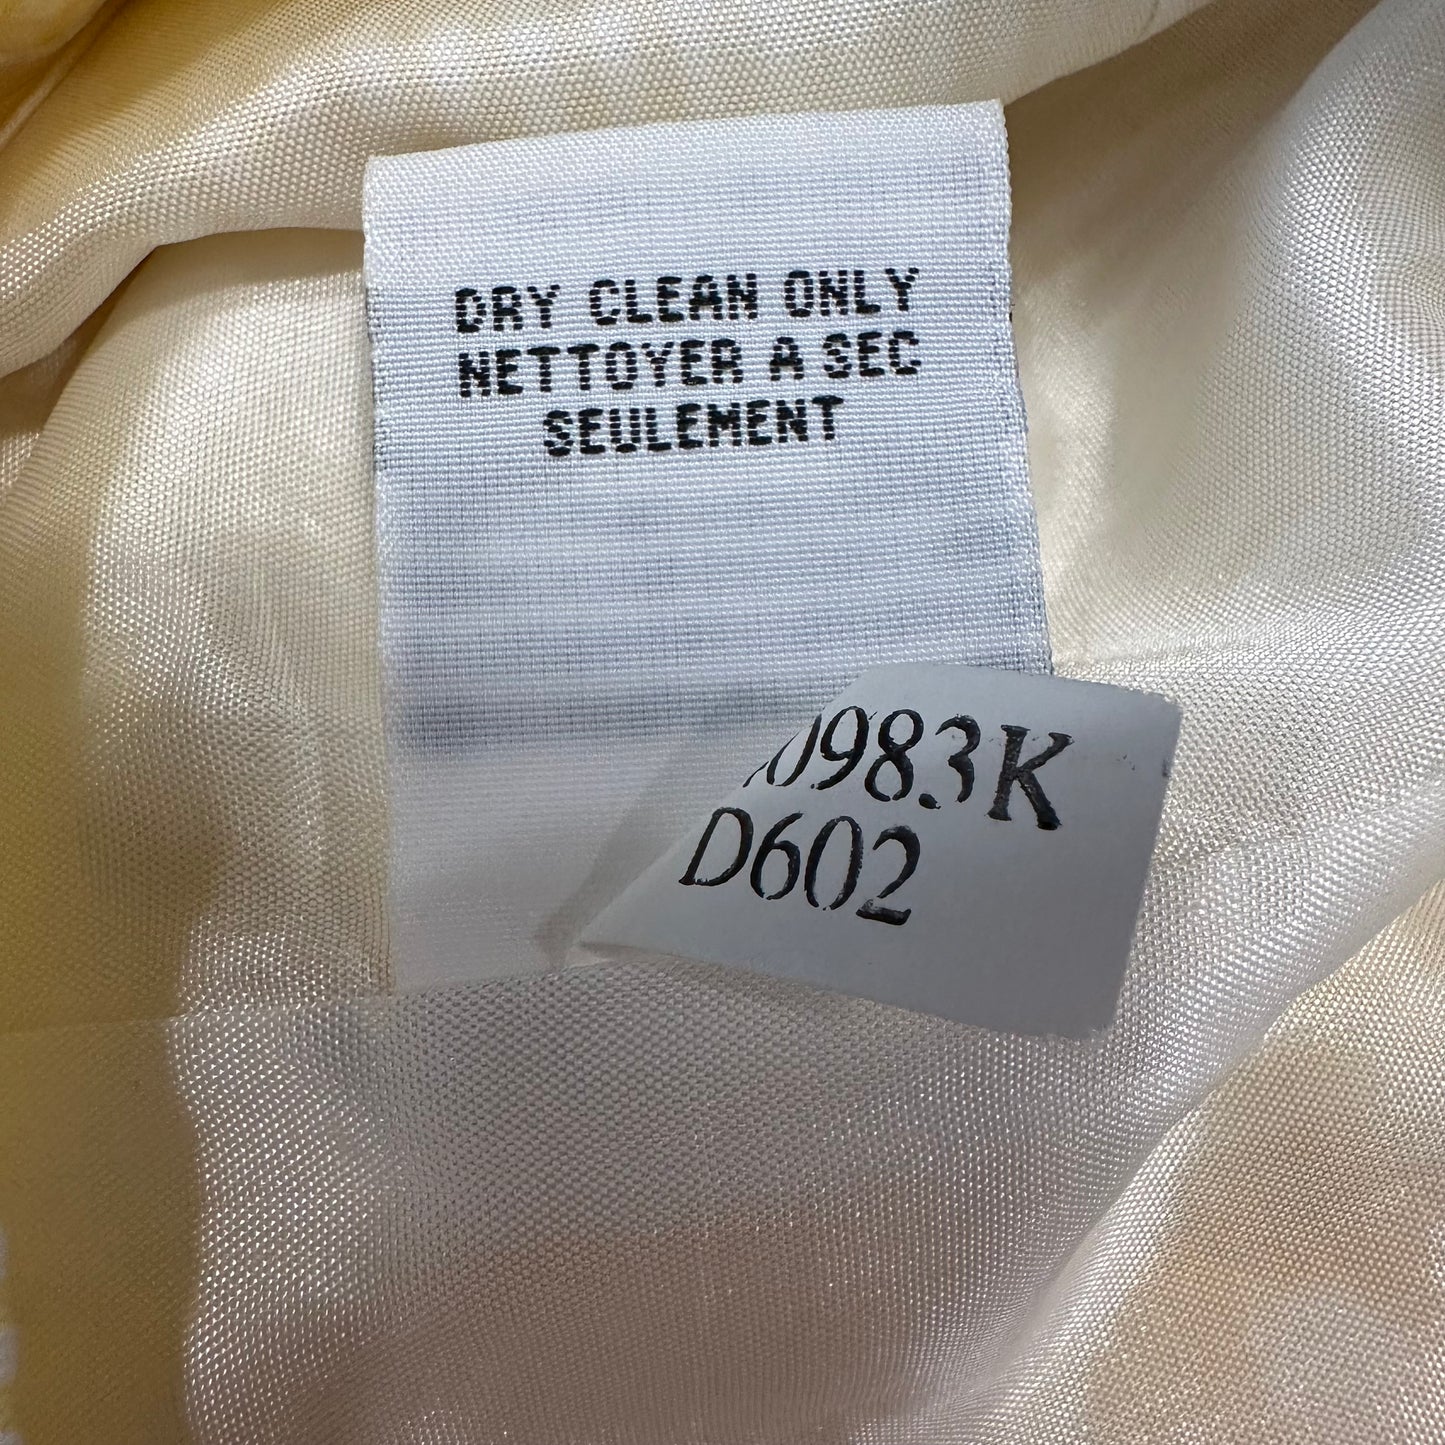 DRY CLEAN ONLY
NETTOYER A SEC
SEULEMENT
D602